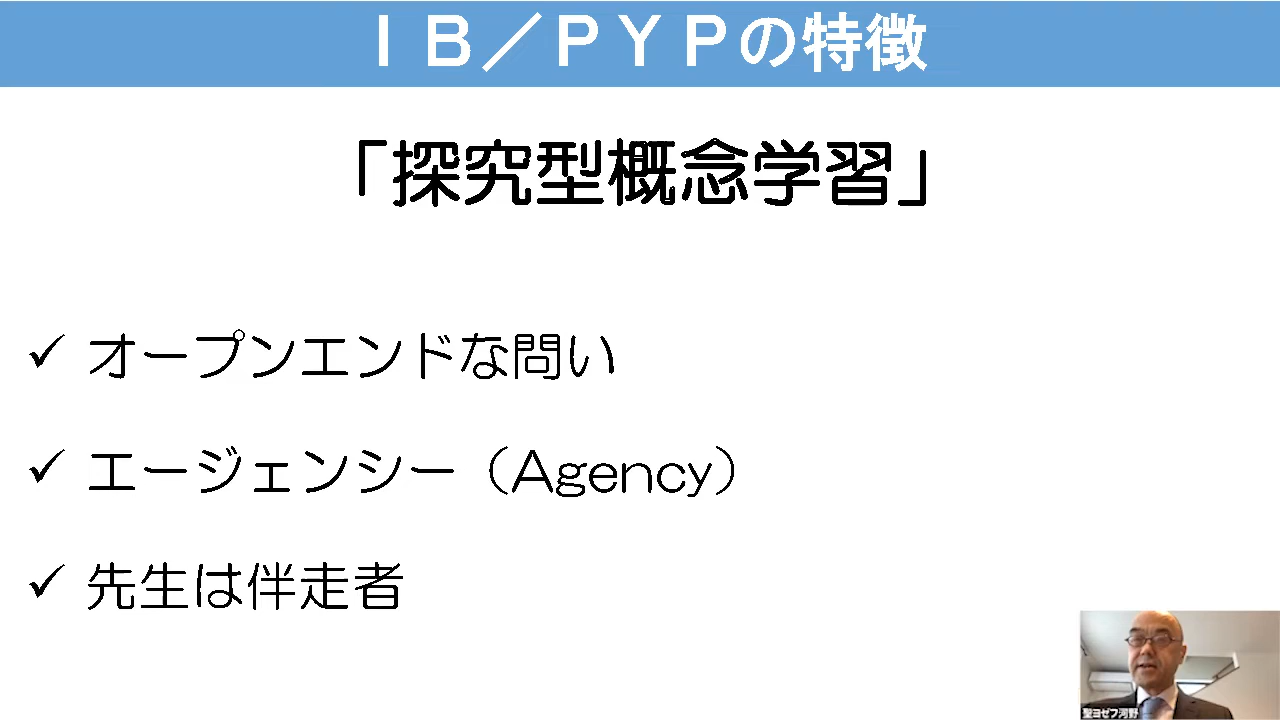 ＩＢ／ＰＹＰの特徴
「探究型概念学習」
✓ オープンエンドな問い
✓ エージェンシー（Agency）
✓ 先生は伴走者
聖ヨゼフ河野